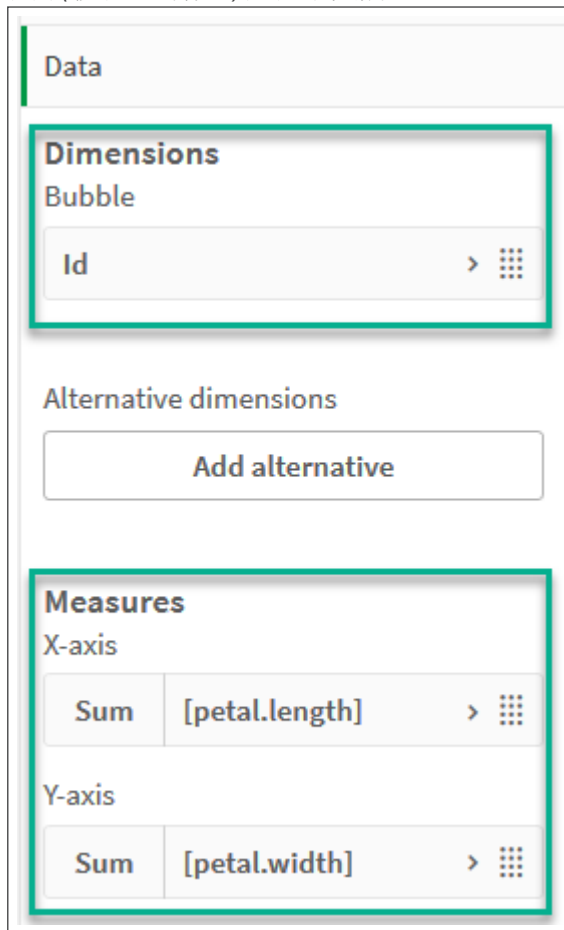 Data
Dimensions
Bubble
Id
Alternative dimensions
Add alternative
Measures
X-axis
Sum [petal.length]
Y-axis
Sum [petal.width]